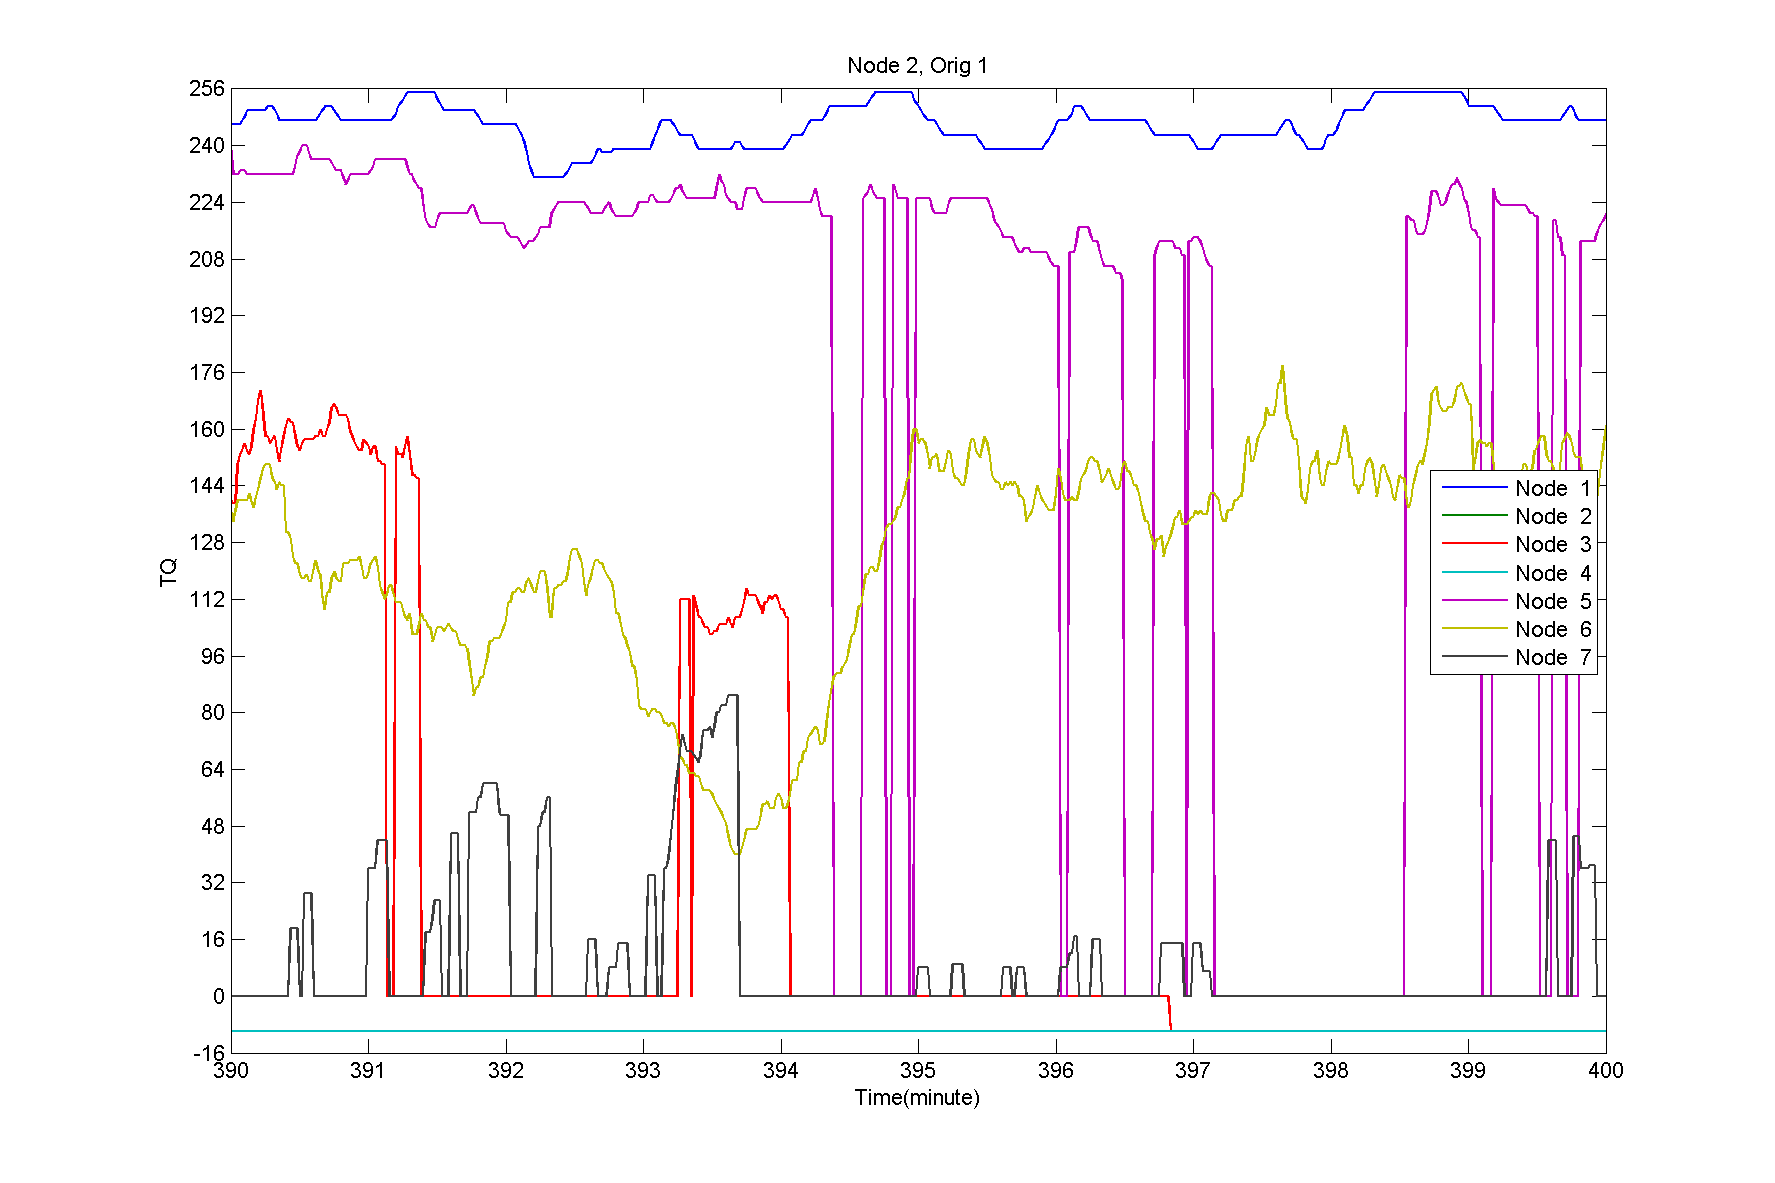 Node 2, Orig 1
256
240
224
208
192
176
160
144
128
112
96
80
64
48
32
16
0
-16
TQ
Node 1
Node 2
Node 3
Node 4
Node 5
Node 6
Node 7
390 391 392 393 394 395 396 397 398 399 400
Time(minute)